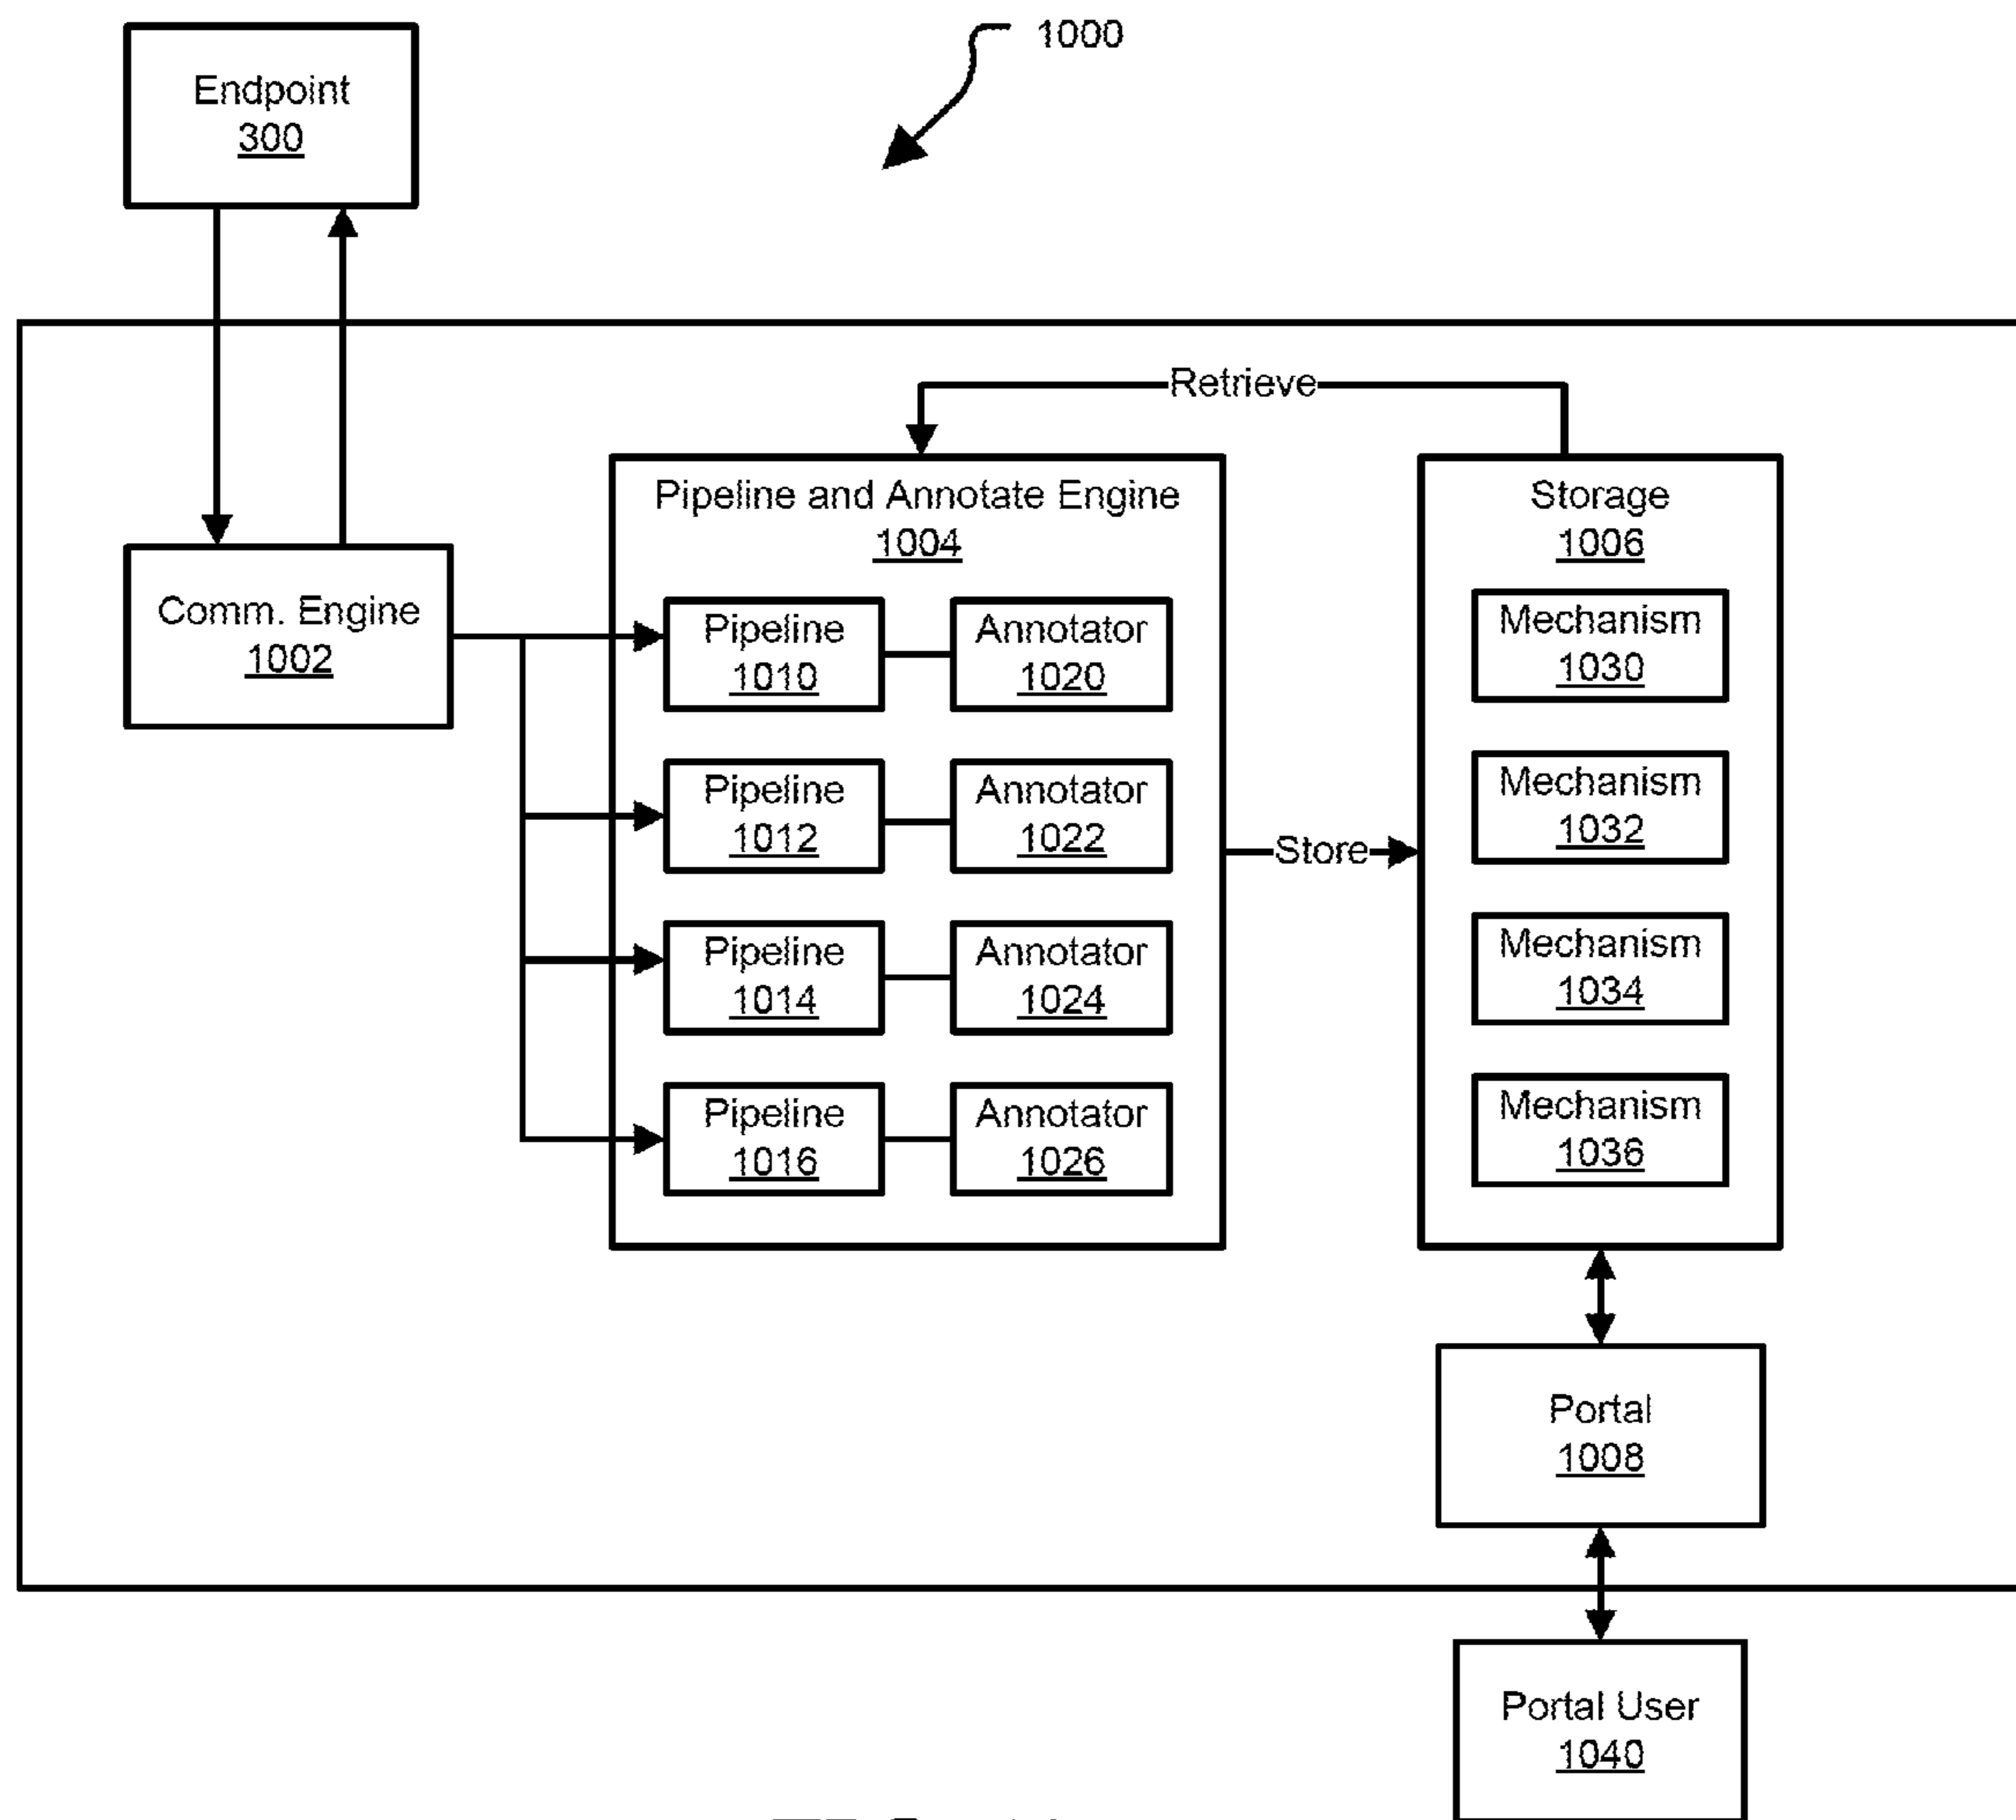 1000
Endpoint
300
Retrieve
Pipeline and Annotate Engine
1004
Storage
1006
Comm. Engine
1002
Pipeline
1010
Annotator
1020
Mechanism
1030
Pipeline
1012
Annotator
1022
Mechanism
1032
Store
Pipeline
1014
Annotator
1024
Mechanism
1034
Pipeline
1016
Annotator
1026
Mechanism
1036
Portal
1008
Portal User
1040